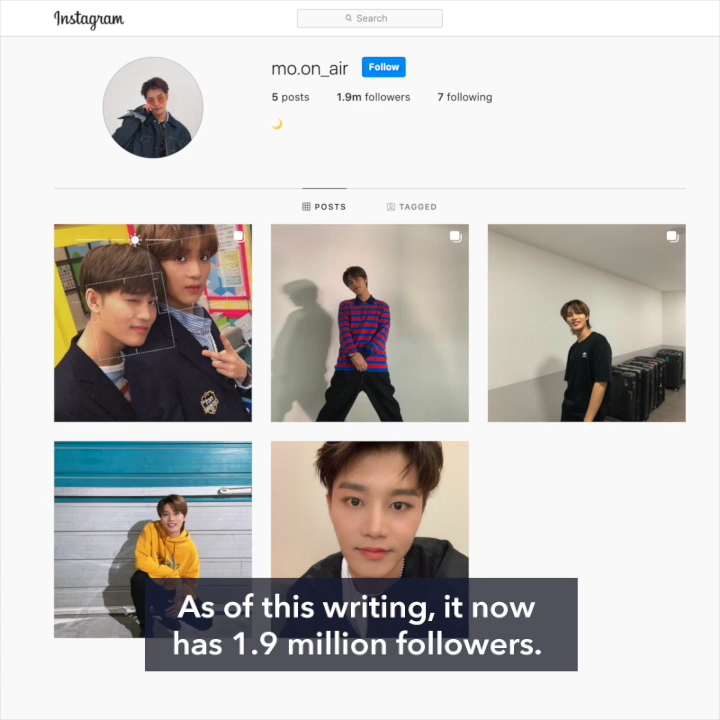 Instagram
Search
mo.on_air Follow
5 posts 1.9m followers 7 following
POSTS TAGGED
As of this writing, it now
has 1.9 million followers.